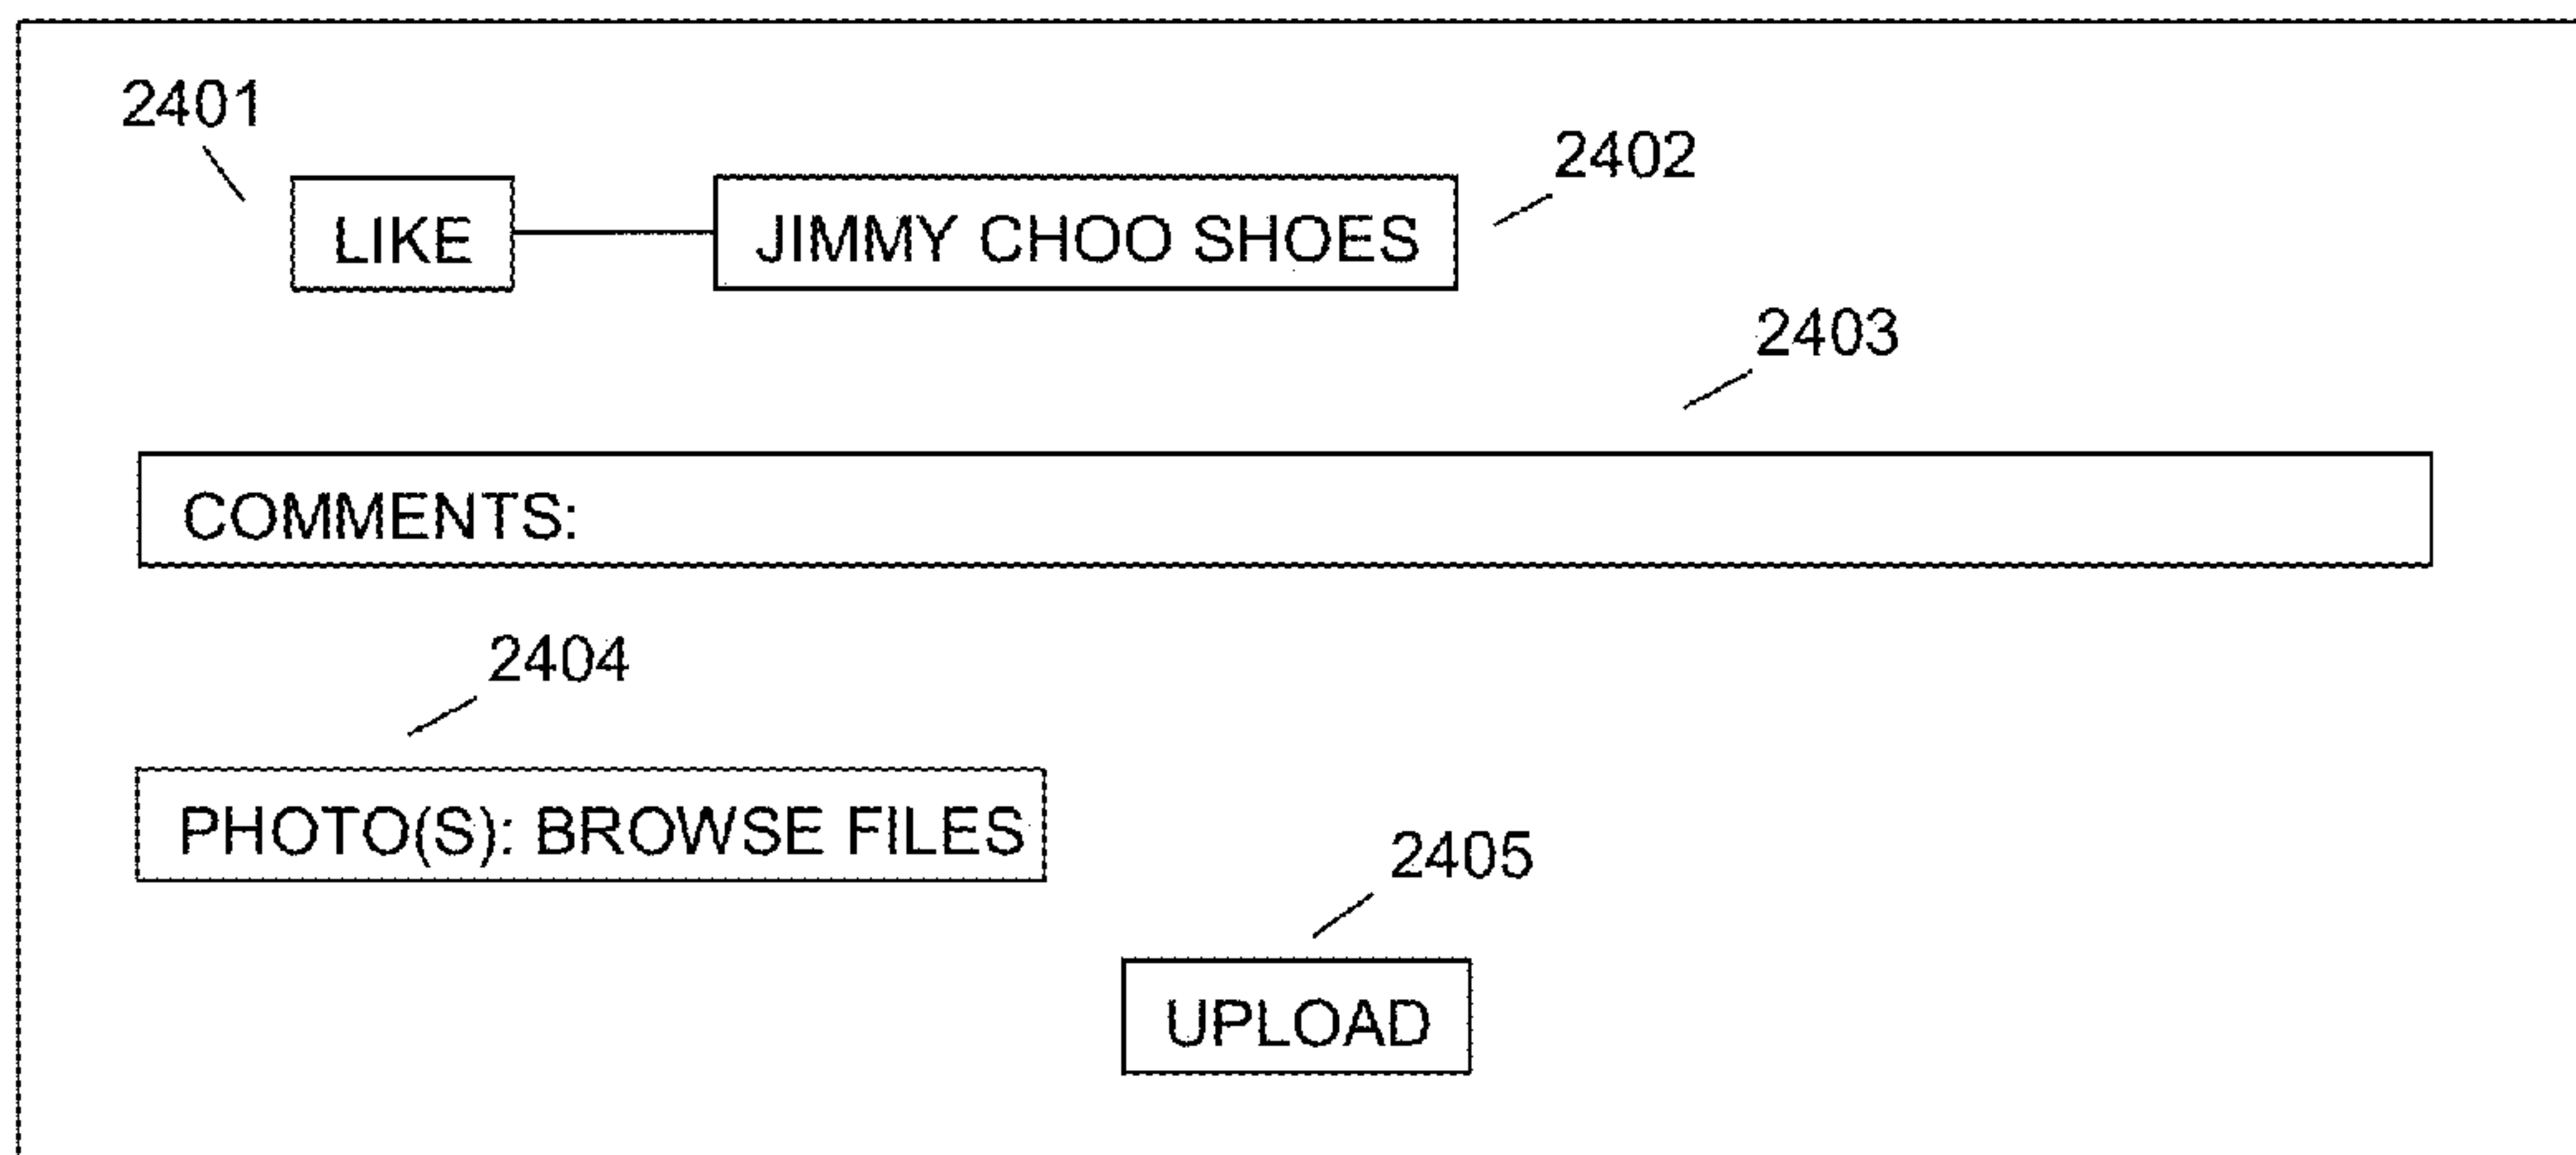 2401
2402
LIKE
JIMMY CHOO SHOES
2403
COMMENTS:
2404
PHOTO(S): BROWSE FILES
2405
UPLOAD